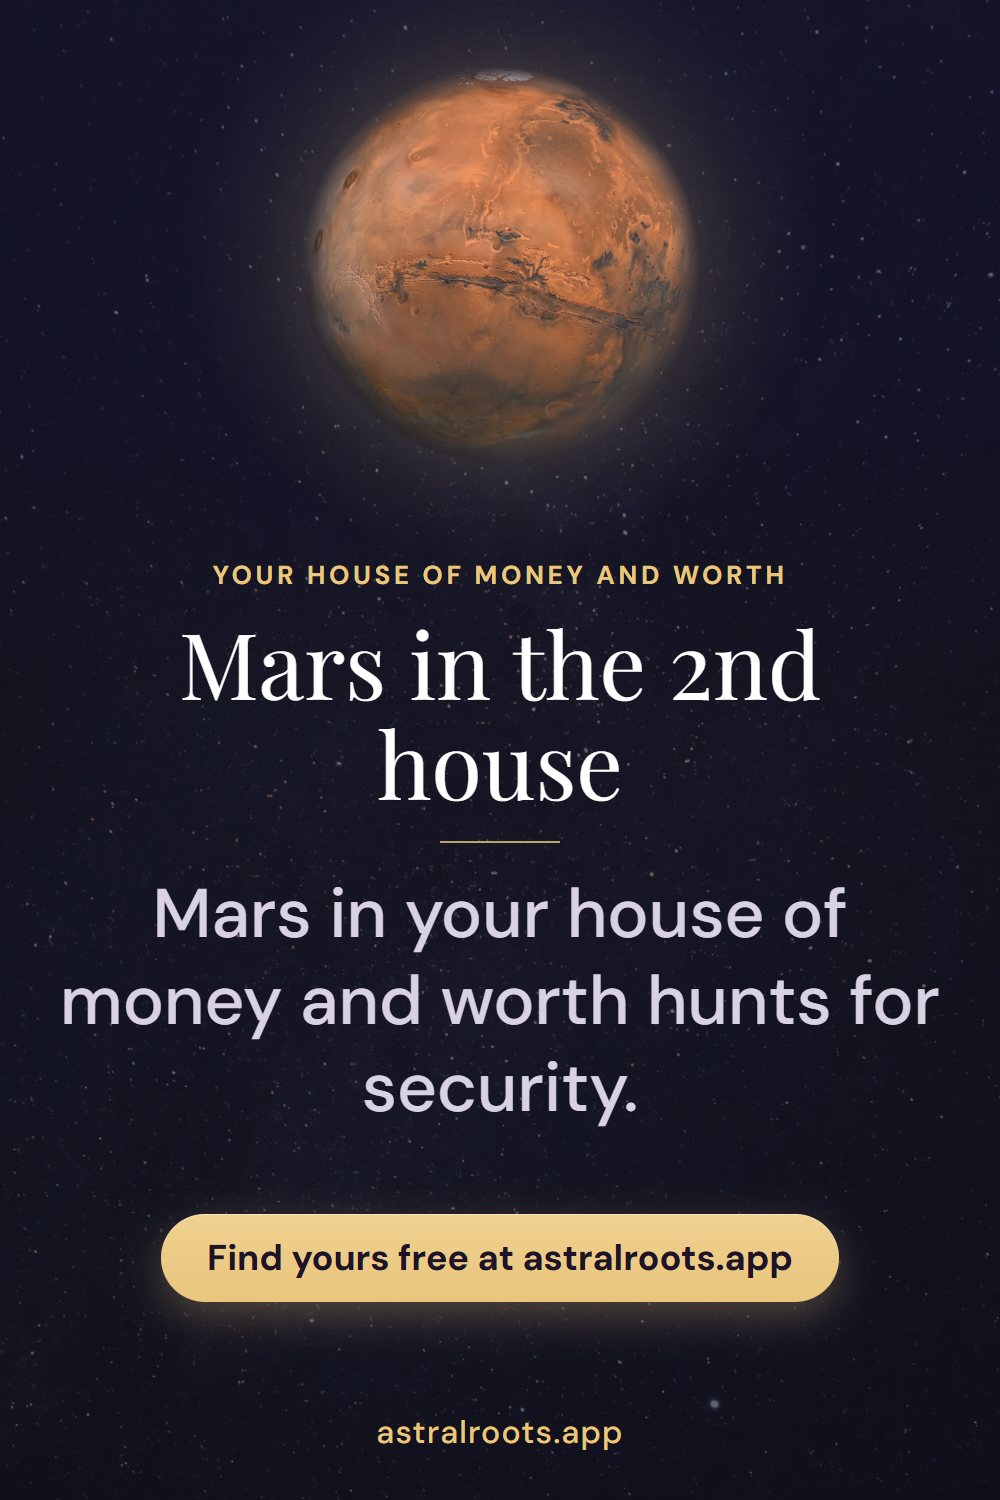 YOUR HOUSE OF MONEY AND WORTH
Mars in the 2nd
house
Mars in your house of
money and worth hunts for
security.
Find yours free at astralroots.app
astralroots.app